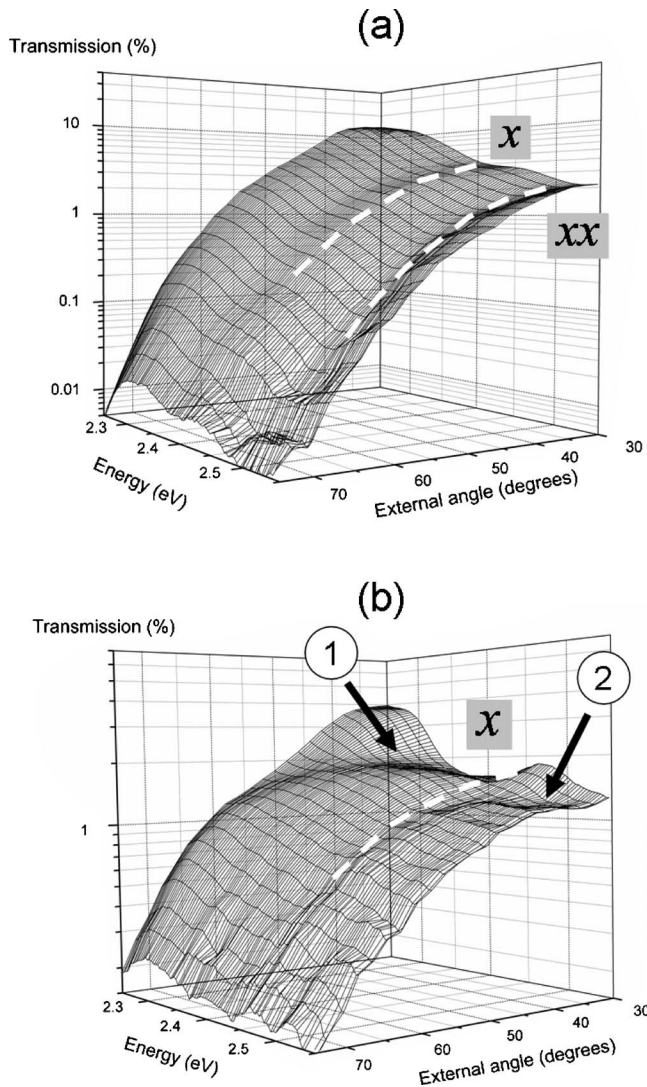 (a)
Transmission (%)
10
1
0.1
0.01
x
xx
2.3
2.4
2.5
Energy (eV)
70
60
50
40
30
External angle (degrees)
(b)
Transmission (%)
1
2
x
1
2.3
2.4
2.5
Energy (eV)
70
60
50
40
30
External angle (degrees)